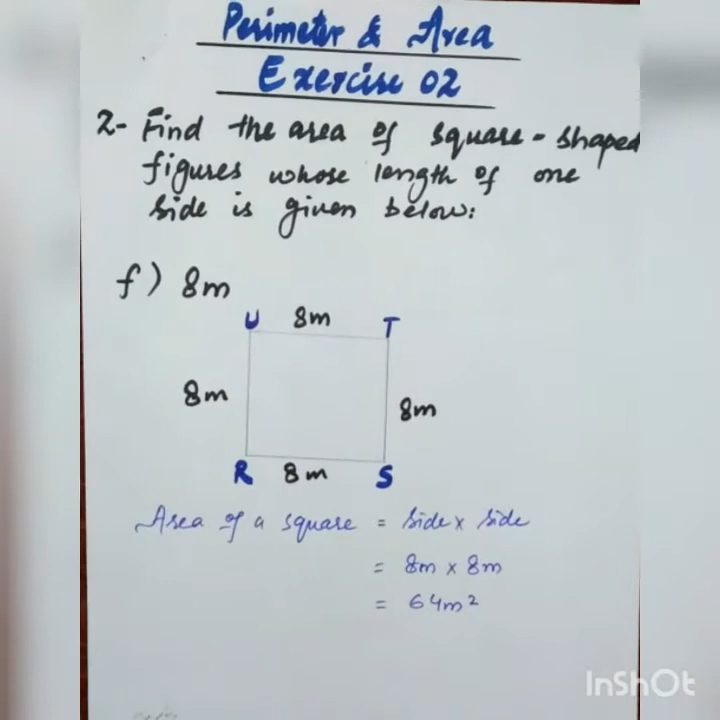 Perimeter & Area
Exercise 02
2- Find the area of square-shaped
figures whose length of one
side is given below:
f) 8m
U 8m T
8m 8m
R 8m S
Area of a square = side x side
= 8m x 8m
= 64m²
InShOt